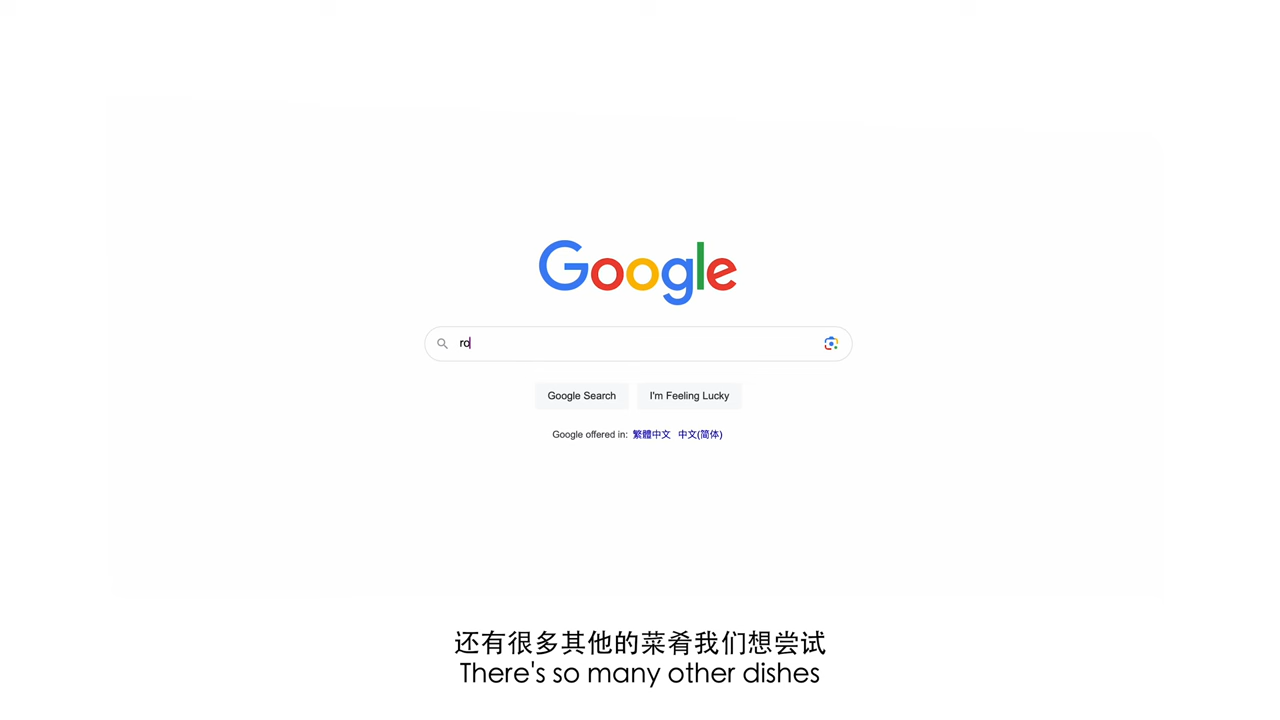 Google
ro
Google Search
I'm Feeling Lucky
Google offered in: 繁體中文 中文(简体)
还有很多其他的菜肴我们想尝试
There's so many other dishes